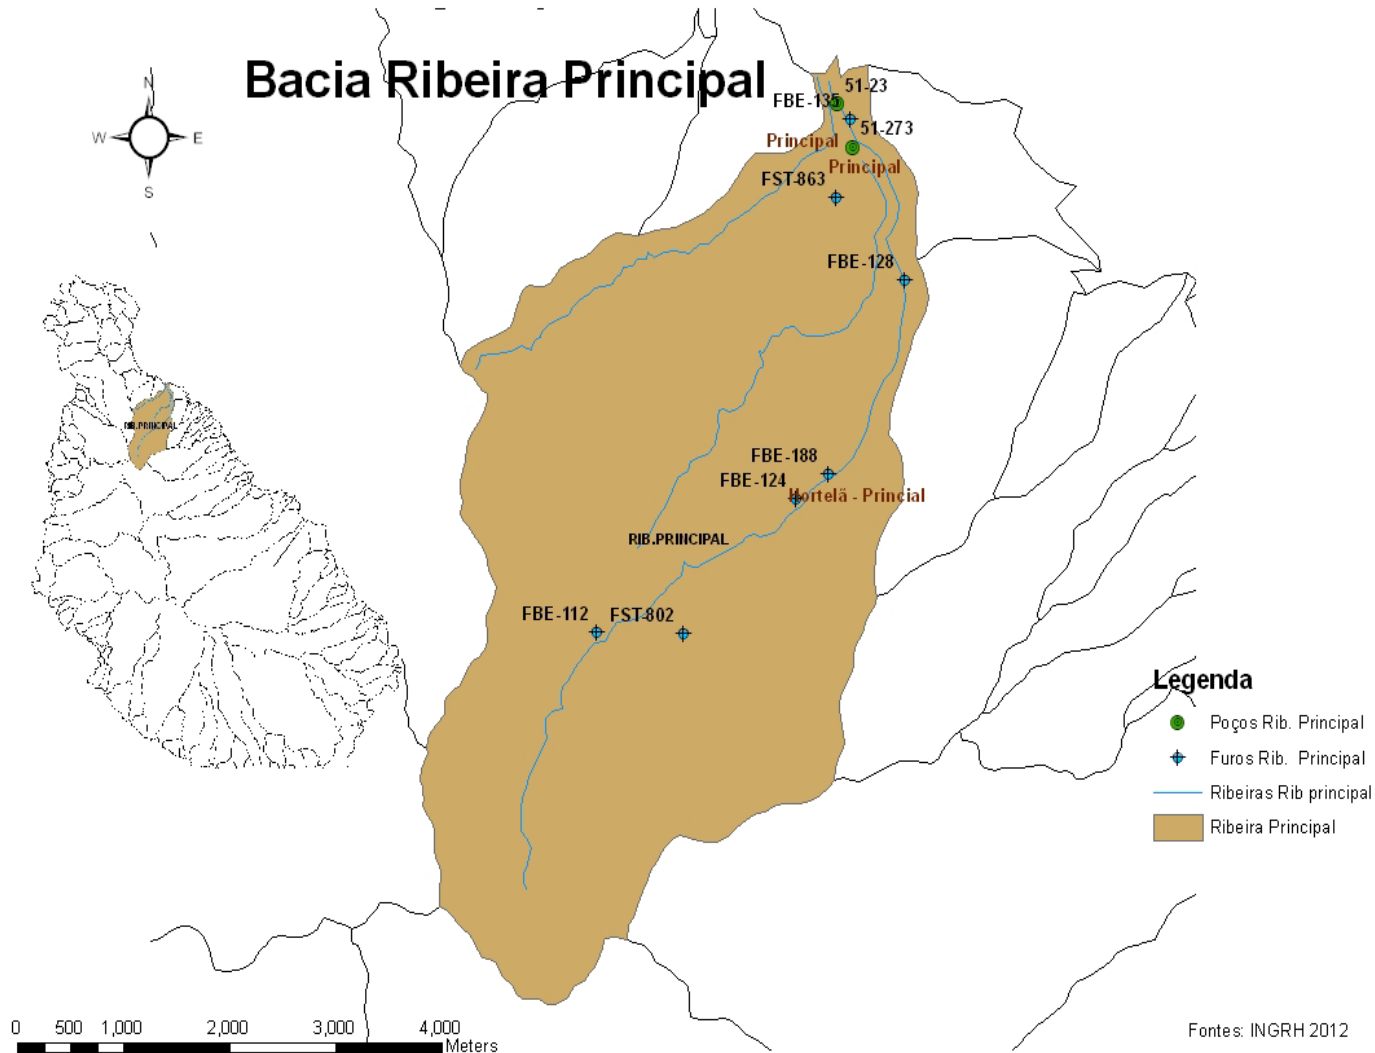 Bacia Ribeira Principal
N
W
E
S
51-23
FBE-135
51-273
Principal
Principal
FST-863
FBE-128
RIB.PRINCIPAL
FBE-188
FBE-124
Hortelã - Princial
RIB.PRINCIPAL
FBE-112
FST-802
Legenda
Poços Rib. Principal
Furos Rib. Principal
Ribeiras Rib principal
Ribeira Principal
0 500 1,000 2,000 3,000 4,000
Meters
Fontes: INGRH 2012